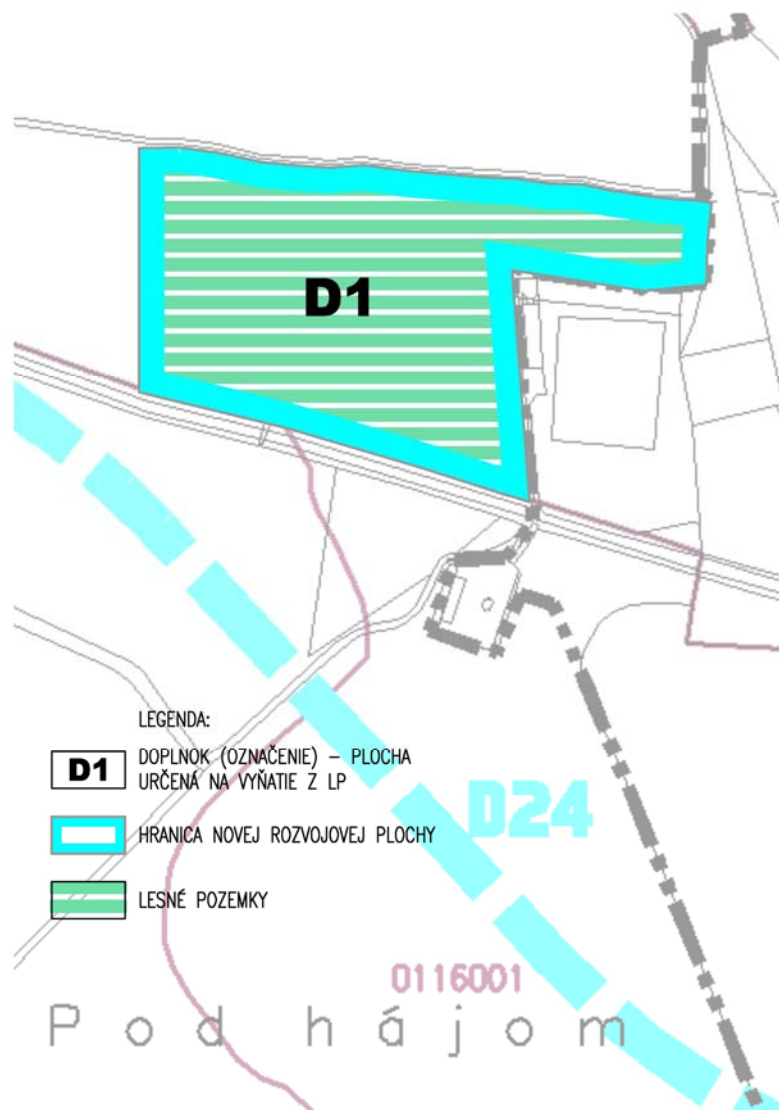 D1
LEGENDA:
D1
DOPLNOK (OZNAČENIE) – PLOCHA
URČENÁ NA VYŇATIE Z LP
HRANICA NOVEJ ROZVOJOVEJ PLOCHY
D24
LESNÉ POZEMKY
0116001
Pod hájom